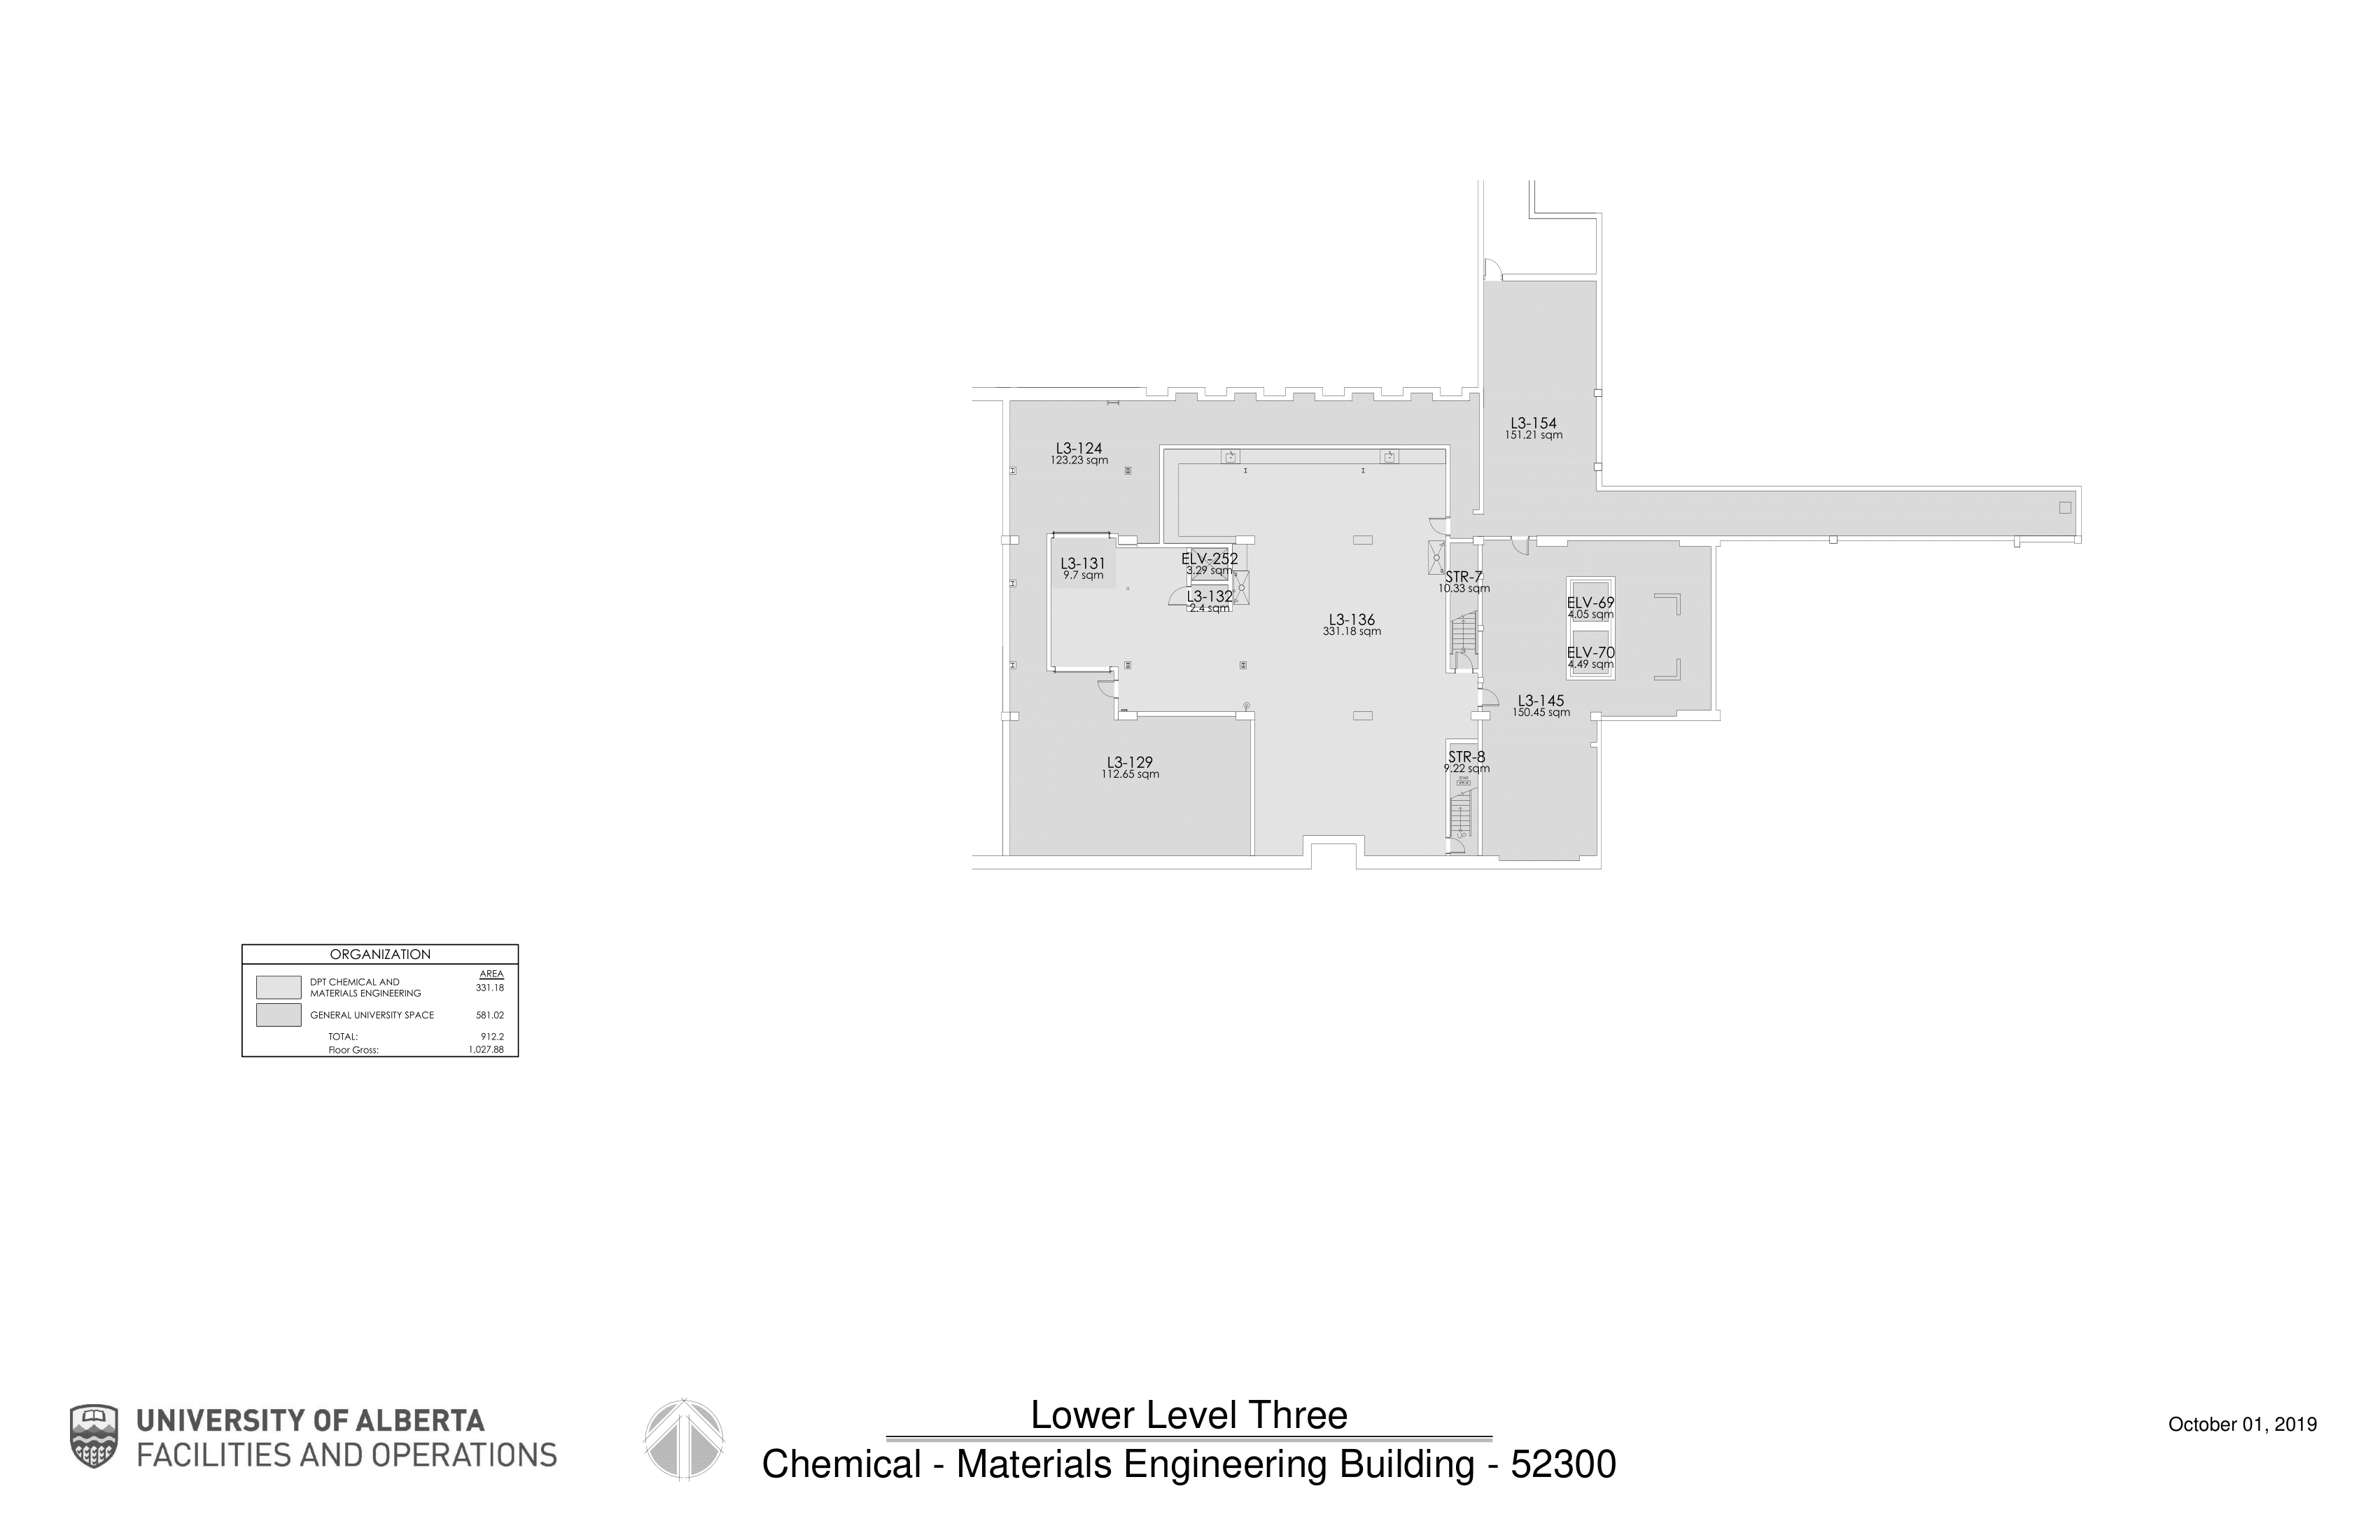 L3-154
151.21 sqm
L3-124
123.23 sqm
L3-131
9.7 sqm
ELV-252
3.29 sqm
L3-132
2.4 sqm
STR-7
10.33 sqm
ELV-69
4.05 sqm
L3-136
331.18 sqm
ELV-70
4.49 sqm
L3-145
150.45 sqm
L3-129
112.65 sqm
STR-8
9.22 sqm
ORGANIZATION
AREA
DPT CHEMICAL AND
MATERIALS ENGINEERING 331.18
GENERAL UNIVERSITY SPACE 581.02
TOTAL: 912.2
Floor Gross: 1,027.88
UNIVERSITY OF ALBERTA
FACILITIES AND OPERATIONS
Lower Level Three
Chemical - Materials Engineering Building - 52300
October 01, 2019